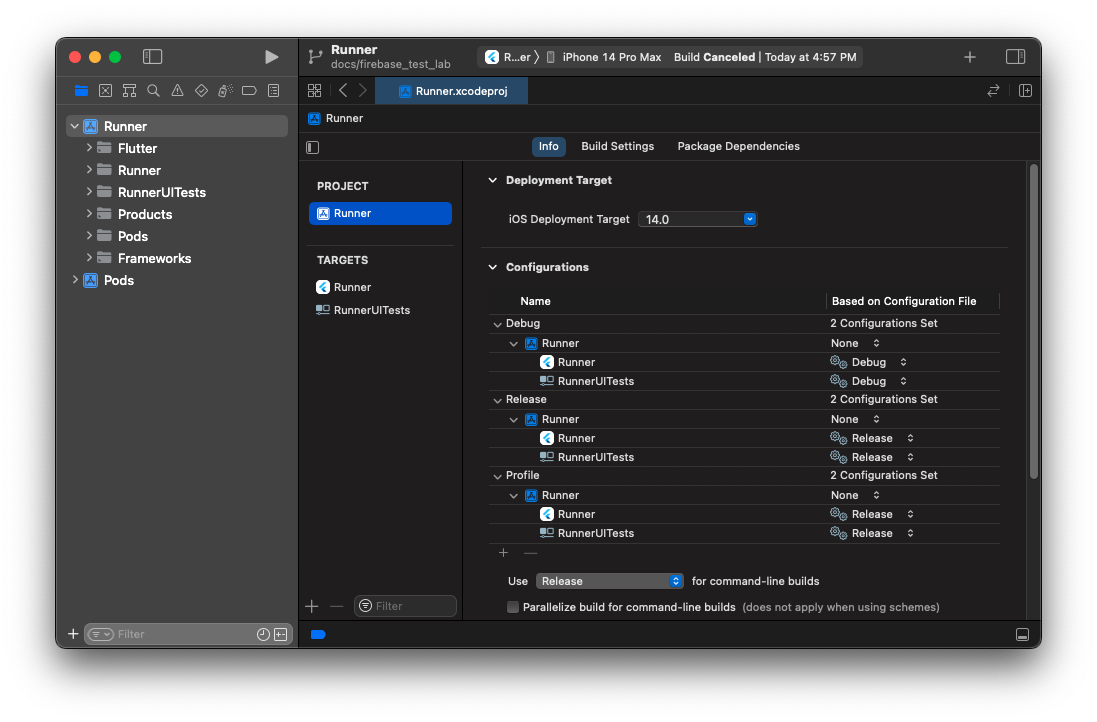 Runner
docs/firebase_test_lab
R...er 〉 iPhone 14 Pro Max Build Canceled | Today at 4:57 PM
Runner.xcodeproj
Runner
Runner
Flutter
Runner
RunnerUITests
Products
Pods
Frameworks
Pods
Filter
Info Build Settings Package Dependencies
PROJECT
Runner
TARGETS
Runner
RunnerUITests
Filter
Deployment Target
iOS Deployment Target 14.0
Configurations
Name Based on Configuration File
Debug 2 Configurations Set
Runner None
Runner Debug
RunnerUITests Debug
Release 2 Configurations Set
Runner None
Runner Release
RunnerUITests Release
Profile 2 Configurations Set
Runner None
Runner Release
RunnerUITests Release
Use Release for command-line builds
Parallelize build for command-line builds (does not apply when using schemes)